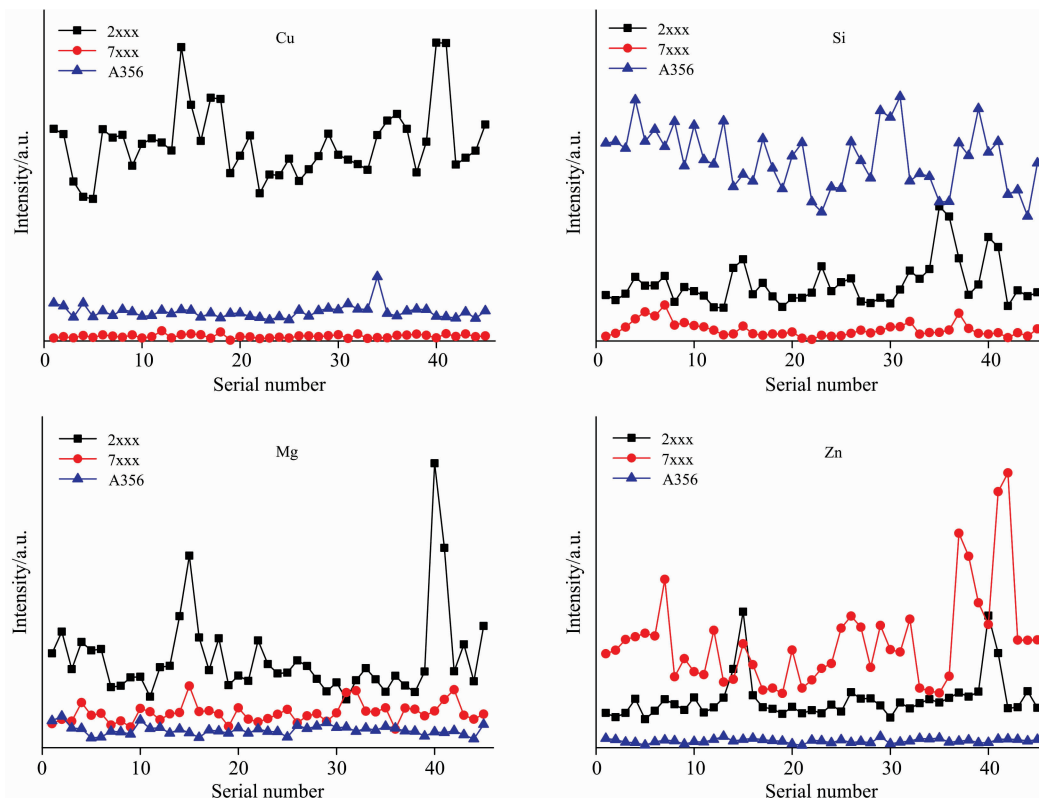 Cu
2xxx
7xxx
A356
Intensity/a.u.
0 10 20 30 40
Serial number
Si
2xxx
7xxx
A356
Intensity/a.u.
0 10 20 30 40
Serial number
Mg
2xxx
7xxx
A356
Intensity/a.u.
0 10 20 30 40
Serial number
Zn
2xxx
7xxx
A356
Intensity/a.u.
0 10 20 30 40
Serial number